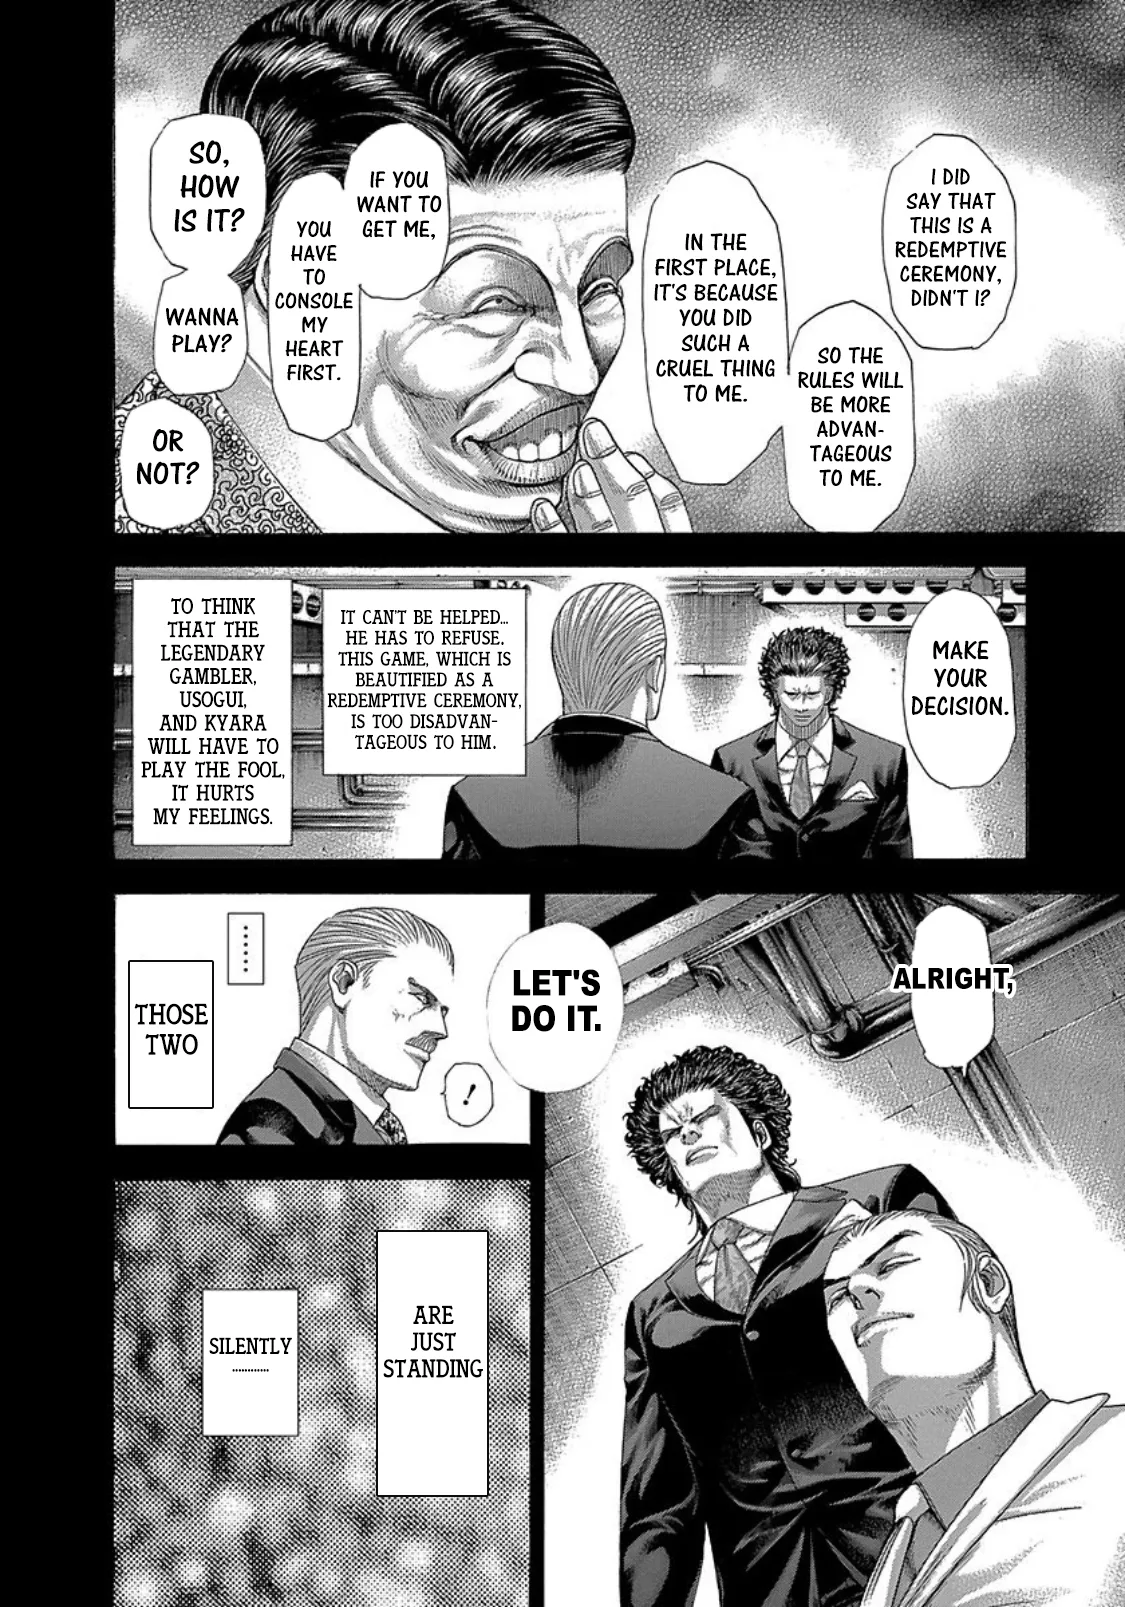 I DID
SAY THAT
THIS IS A
REDEMPTIVE
CEREMONY,
DIDN'T I?
SO THE
RULES WILL
BE MORE
ADVAN-
TAGEOUS
TO ME.
IN THE
FIRST PLACE,
IT'S BECAUSE
YOU DID
SUCH A
CRUEL THING
TO ME.
IF YOU
WANT TO
GET ME,
YOU
HAVE
TO
CONSOLE
MY
HEART
FIRST.
SO,
HOW
IS IT?
WANNA
PLAY?
OR
NOT?
MAKE
YOUR
DECISION.
IT CAN'T BE HELPED...
HE HAS TO REFUSE.
THIS GAME, WHICH IS
BEAUTIFIED AS A
REDEMPTIVE CEREMONY,
IS TOO DISADVAN-
TAGEOUS TO HIM.
TO THINK
THAT THE
LEGENDARY
GAMBLER,
USOGUI,
AND KYARA
WILL HAVE TO
PLAY THE FOOL,
IT HURTS
MY FEELINGS.
ALRIGHT,
LET'S
DO IT.
!
......
THOSE
TWO
ARE
JUST
STANDING
SILENTLY
............